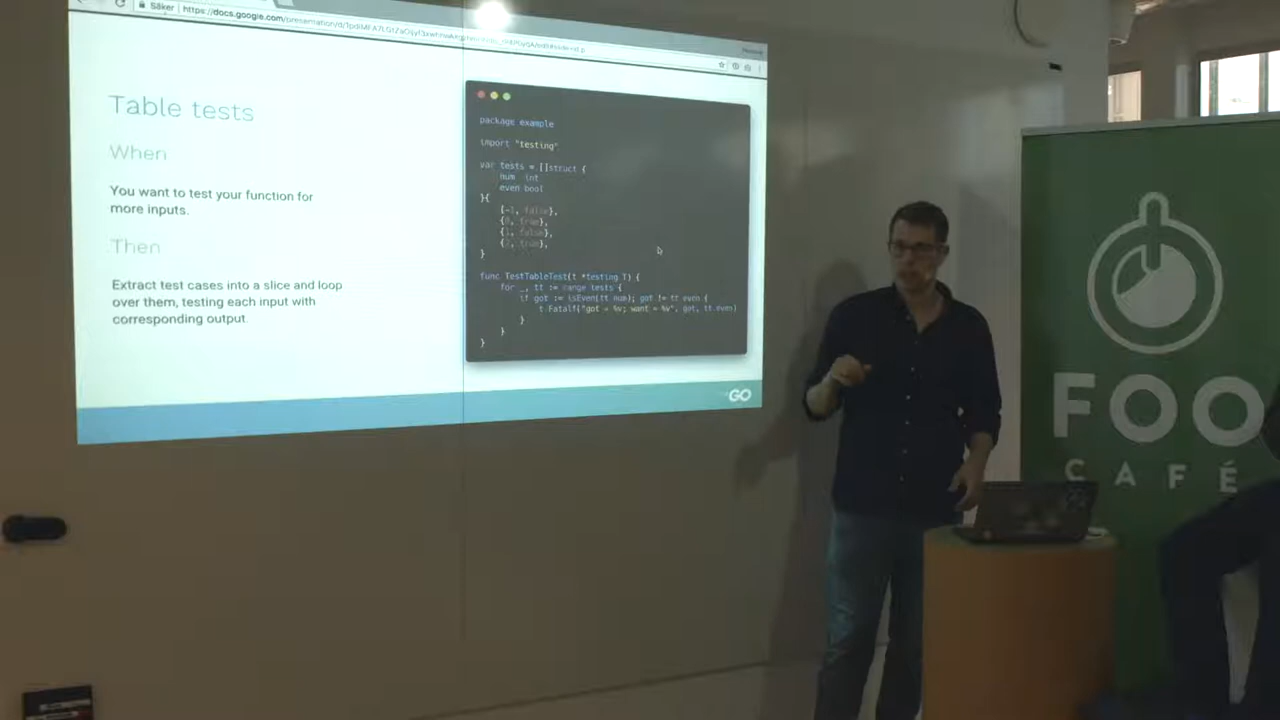 Säker | https://docs.google.com/presentation/d/
Table tests
When
You want to test your function for
more inputs.
Then
Extract test cases into a slice and loop
over them, testing each input with
corresponding output.
package example
import "testing"
var tests = []struct {
num int
even bool
}{
{-1, false},
{0, true},
{1, false},
{2, true},
}
func TestTableTest(t *testing.T) {
for _, tt := range tests {
if got := isEven(tt.num); got != tt.even {
t.Fatalf("got = %v; want = %v", got, tt.even)
}
}
}
GO
FOO
CAFÉ